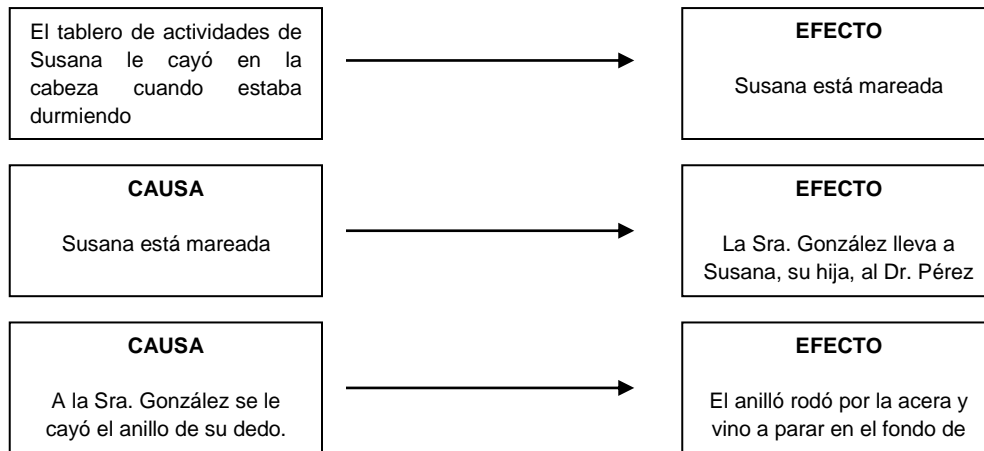 El tablero de actividades de
Susana le cayó en la
cabeza cuando estaba
durmiendo
EFECTO
Susana está mareada
CAUSA
Susana está mareada
EFECTO
La Sra. González lleva a
Susana, su hija, al Dr. Pérez
CAUSA
A la Sra. González se le
cayó el anillo de su dedo.
EFECTO
El anilló rodó por la acera y
vino a parar en el fondo de